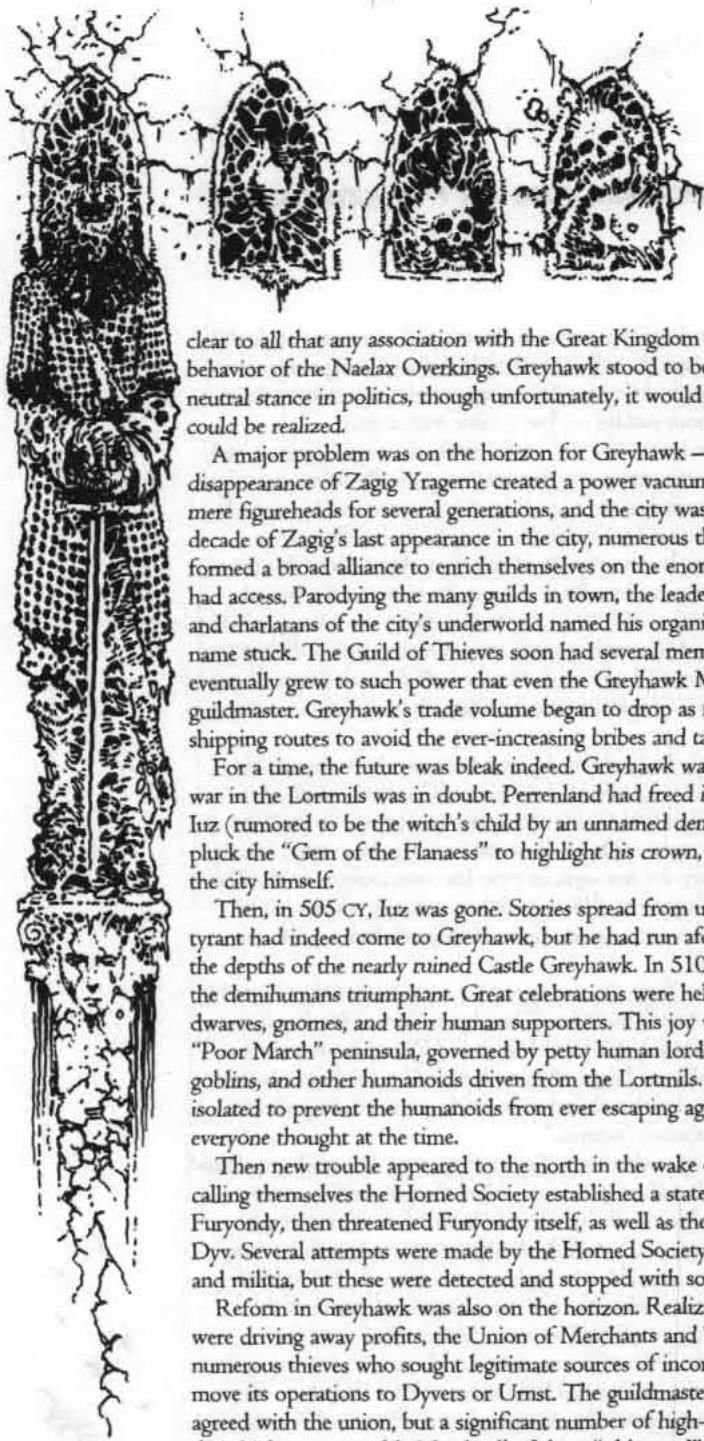 clear to all that any association with the Great Kingdom
behavior of the Naelax Overkings. Greyhawk stood to be
neutral stance in politics, though unfortunately, it would
could be realized.
A major problem was on the horizon for Greyhawk —
disappearance of Zagig Yragerne created a power vacuum
mere figureheads for several generations, and the city was
decade of Zagig's last appearance in the city, numerous th
formed a broad alliance to enrich themselves on the enor
had access. Parodying the many guilds in town, the leade
and charlatans of the city's underworld named his organi
name stuck. The Guild of Thieves soon had several mem
eventually grew to such power that even the Greyhawk M
guildmaster. Greyhawk's trade volume began to drop as
shipping routes to avoid the ever-increasing bribes and ta
For a time, the future was bleak indeed. Greyhawk wa
war in the Lortmils was in doubt. Perrenland had freed i
Iuz (rumored to be the witch's child by an unnamed den
pluck the "Gem of the Flanaess" to highlight his crown,
the city himself.
Then, in 505 CY, Iuz was gone. Stories spread from u
tyrant had indeed come to Greyhawk, but he had run afo
the depths of the nearly ruined Castle Greyhawk. In 510
the demihumans triumphant. Great celebrations were hel
dwarves, gnomes, and their human supporters. This joy
"Poor March" peninsula, governed by petty human lord
goblins, and other humanoids driven from the Lortmils.
isolated to prevent the humanoids from ever escaping ag
everyone thought at the time.
Then new trouble appeared to the north in the wake
calling themselves the Horned Society established a state
Furyondy, then threatened Furyondy itself, as well as the
Dyv. Several attempts were made by the Horned Society
and militia, but these were detected and stopped with so
Reform in Greyhawk was also on the horizon. Realiz
were driving away profits, the Union of Merchants and
numerous thieves who sought legitimate sources of incor
move its operations to Dyvers or Urnst. The guildmaste
agreed with the union, but a significant number of high-